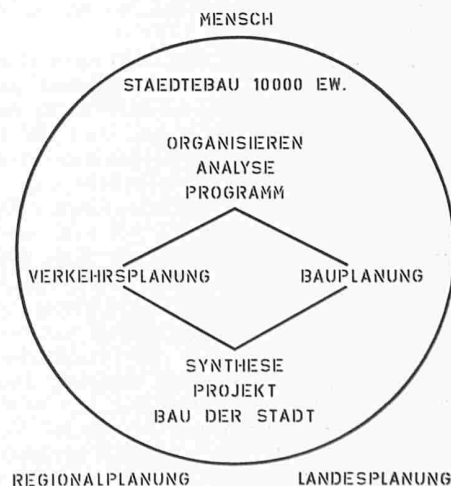 MENSCH
STAEDTEBAU 10000 EW.
ORGANISIEREN
ANALYSE
PROGRAMM
VERKEHRSPLANUNG BAUPLANUNG
SYNTHESE
PROJEKT
BAU DER STADT
REGIONALPLANUNG LANDESPLANUNG